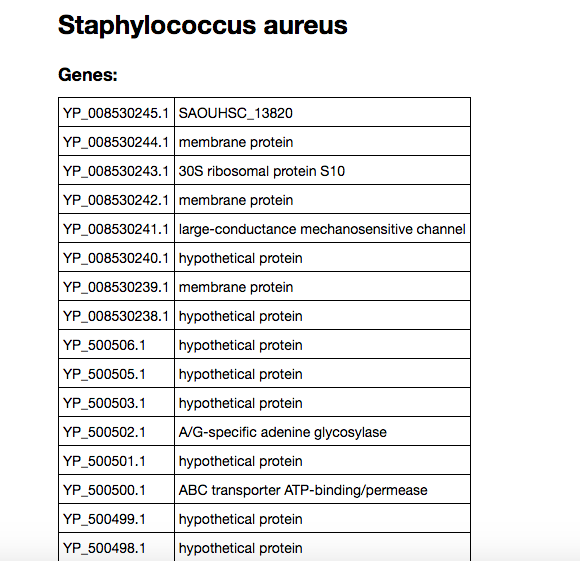 Staphylococcus aureus
Genes:
YP_008530245.1 SAOUHSC_13820
YP_008530244.1 membrane protein
YP_008530243.1 30S ribosomal protein S10
YP_008530242.1 membrane protein
YP_008530241.1 large-conductance mechanosensitive channel
YP_008530240.1 hypothetical protein
YP_008530239.1 membrane protein
YP_008530238.1 hypothetical protein
YP_500506.1 hypothetical protein
YP_500505.1 hypothetical protein
YP_500503.1 hypothetical protein
YP_500502.1 A/G-specific adenine glycosylase
YP_500501.1 hypothetical protein
YP_500500.1 ABC transporter ATP-binding/permease
YP_500499.1 hypothetical protein
YP_500498.1 hypothetical protein